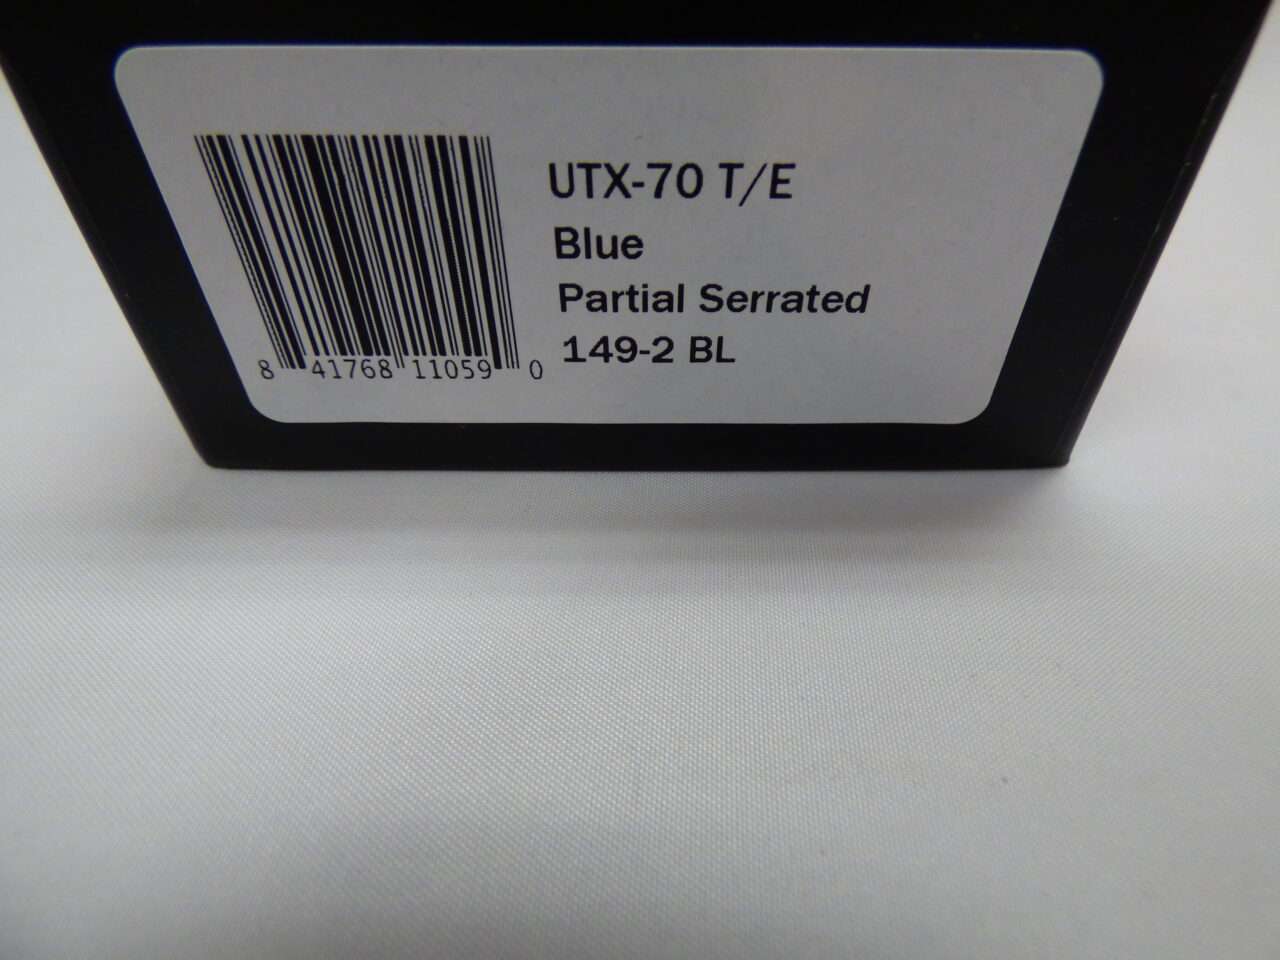 UTX-70 T/E
Blue
Partial Serrated
149-2 BL
8 41768 11059 0